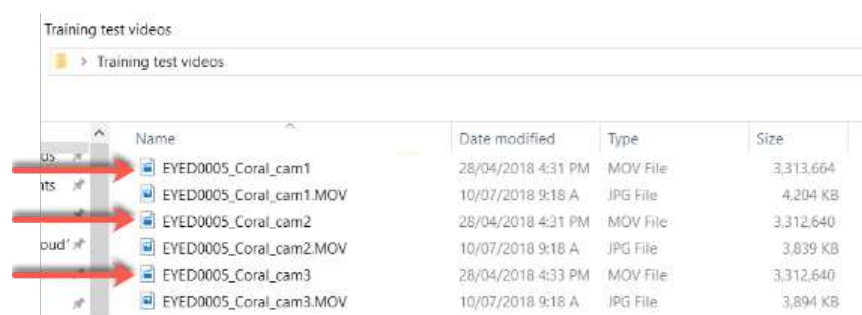 Training test videos
> Training test videos
Name Date modified Type Size
EYED0005_Coral_cam1 28/04/2018 4:31 PM MOV File 3,313,664
EYED0005_Coral_cam1.MOV 10/07/2018 9:18 A JPG File 4,204 KB
EYED0005_Coral_cam2 28/04/2018 4:31 PM MOV File 3,312,640
oud' EYED0005_Coral_cam2.MOV 10/07/2018 9:18 A JPG File 3,839 KB
EYED0005_Coral_cam3 28/04/2018 4:33 PM MOV File 3,312,640
EYED0005_Coral_cam3.MOV 10/07/2018 9:18 A JPG File 3,894 KB